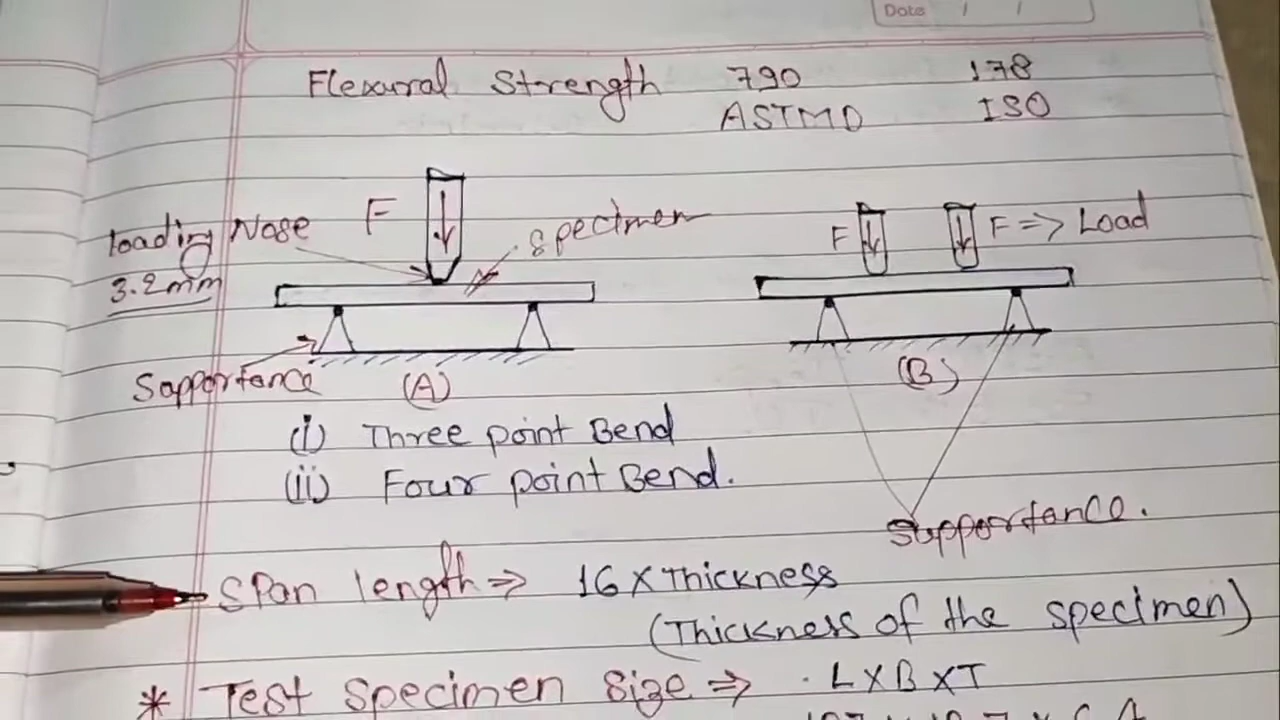 Date / /
Flexural Strength 790 178
ASTMD ISO
Loading Nose F specimen F F => Load
3.2mm
Supportance (A) (B)
(i) Three point Bend
(ii) Four point Bend.
Supportance.
Span length => 16 X Thickness
(Thickness of the specimen)
* Test Specimen Size => . L X B X T